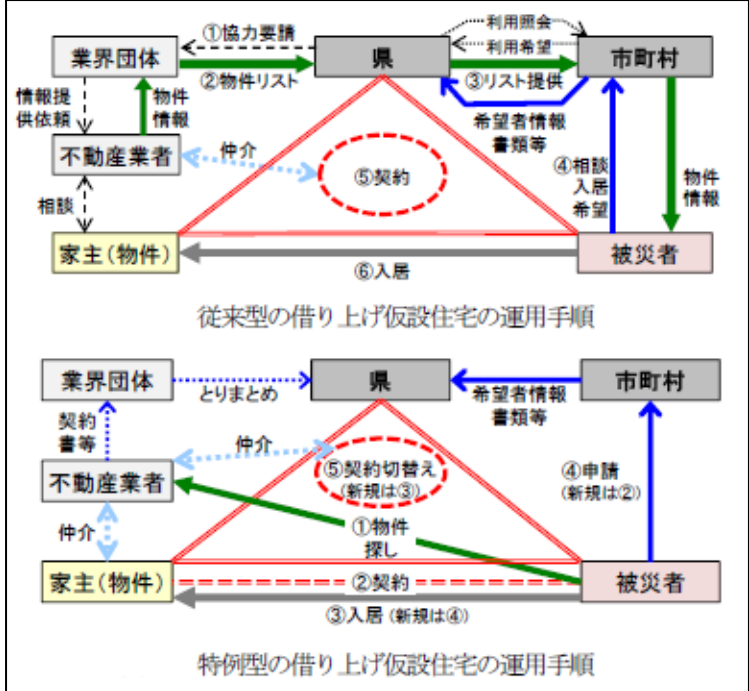 ①協力要請
利用照会
利用希望
業界団体
県
市町村
②物件リスト
③リスト提供
情報提
供依頼
物件
情報
希望者情報
書類等
不動産業者
仲介
⑤契約
④相談
入居
希望
物件
情報
相談
家主(物件)
被災者
⑥入居
従来型の借り上げ仮設住宅の運用手順
業界団体
とりまとめ
県
希望者情報
書類等
市町村
契約
書等
仲介
不動産業者
⑤契約切替え
(新規は③)
④申請
(新規は②)
仲介
①物件
探し
家主(物件)
②契約
被災者
③入居(新規は④)
特例型の借り上げ仮設住宅の運用手順